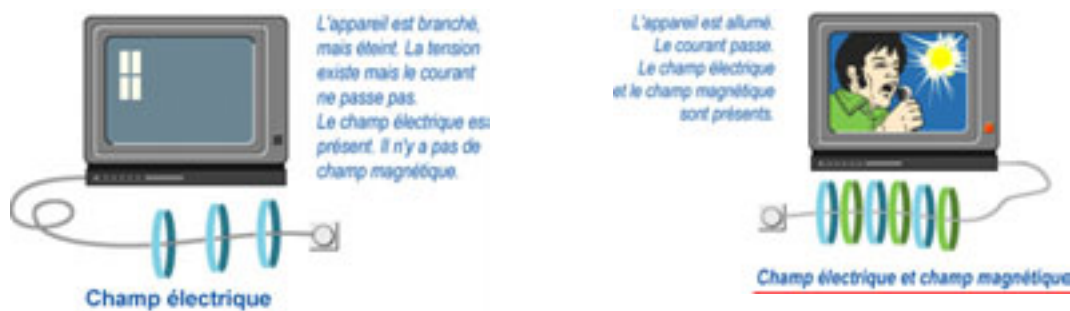 L'appareil est branché,
mais éteint. La tension
existe mais le courant
ne passe pas.
Le champ électrique es
présent. Il n'y a pas de
champ magnétique.
Champ électrique
L'appareil est allumé.
Le courant passe.
Le champ électrique
et le champ magnétique
sont présents.
Champ électrique et champ magnétique